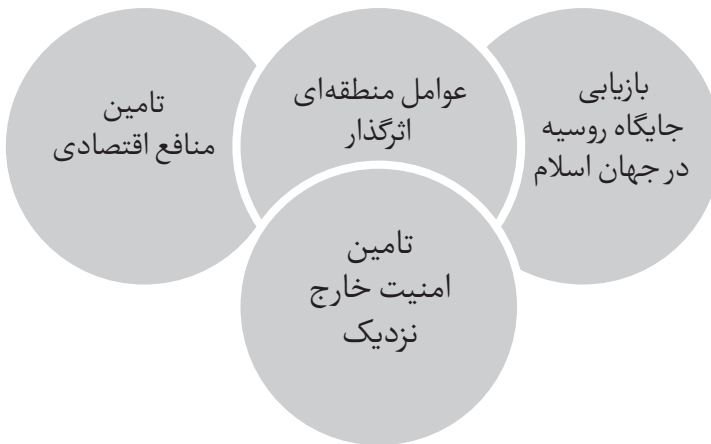 بازیابی
جایگاه روسیه
در جهان اسلام
عوامل منطقه‌ای
اثرگذار
تامین
منافع اقتصادی
تامین
امنیت خارج
نزدیک